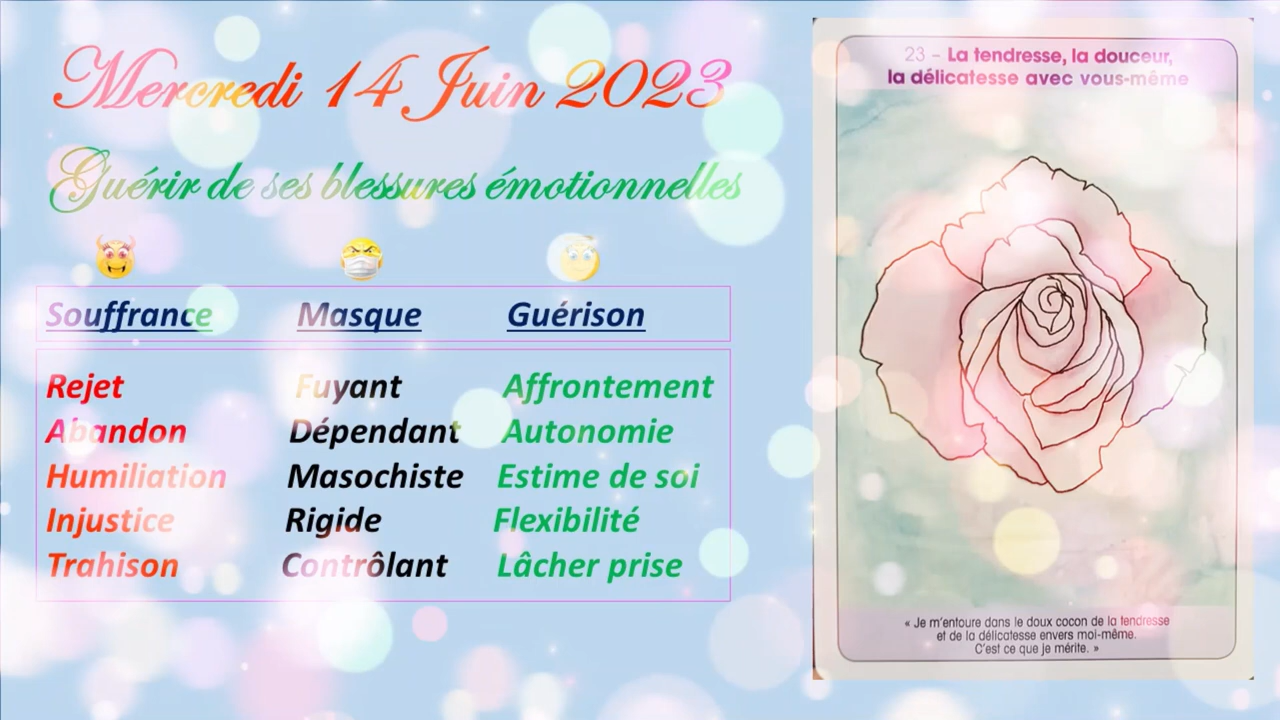 Mercredi 14 Juin 2023
Guérir de ses blessures émotionnelles
Souffrance Masque Guérison
Rejet Fuyant Affrontement
Abandon Dépendant Autonomie
Humiliation Masochiste Estime de soi
Injustice Rigide Flexibilité
Trahison Contrôlant Lâcher prise
23 – La tendresse, la douceur,
la délicatesse avec vous-même
« Je m'entoure dans le doux cocon de la tendresse
et de la délicatesse envers moi-même.
C'est ce que je mérite. »